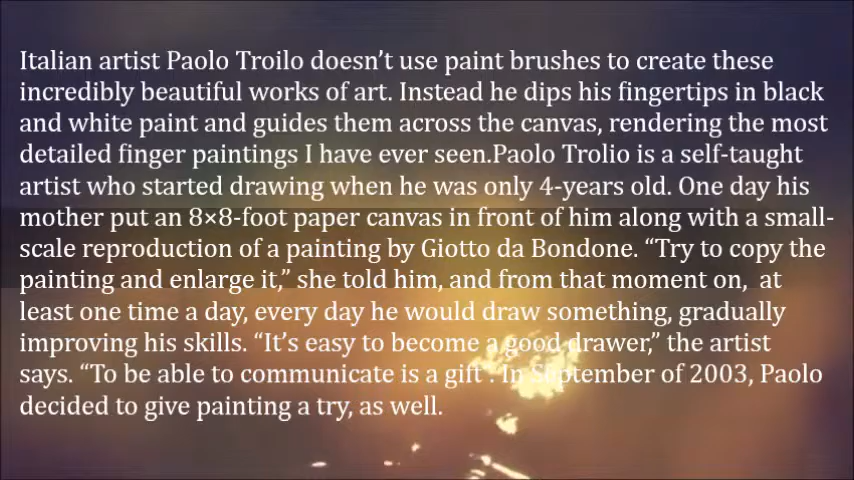 Italian artist Paolo Troilo doesn’t use paint brushes to create these
incredibly beautiful works of art. Instead he dips his fingertips in black
and white paint and guides them across the canvas, rendering the most
detailed finger paintings I have ever seen.Paolo Trolio is a self-taught
artist who started drawing when he was only 4-years old. One day his
mother put an 8×8-foot paper canvas in front of him along with a small-
scale reproduction of a painting by Giotto da Bondone. “Try to copy the
painting and enlarge it,” she told him, and from that moment on,  at
least one time a day, every day he would draw something, gradually
improving his skills. “It’s easy to become a good drawer,” the artist
says. “To be able to communicate is a gift”. In September of 2003, Paolo
decided to give painting a try, as well.